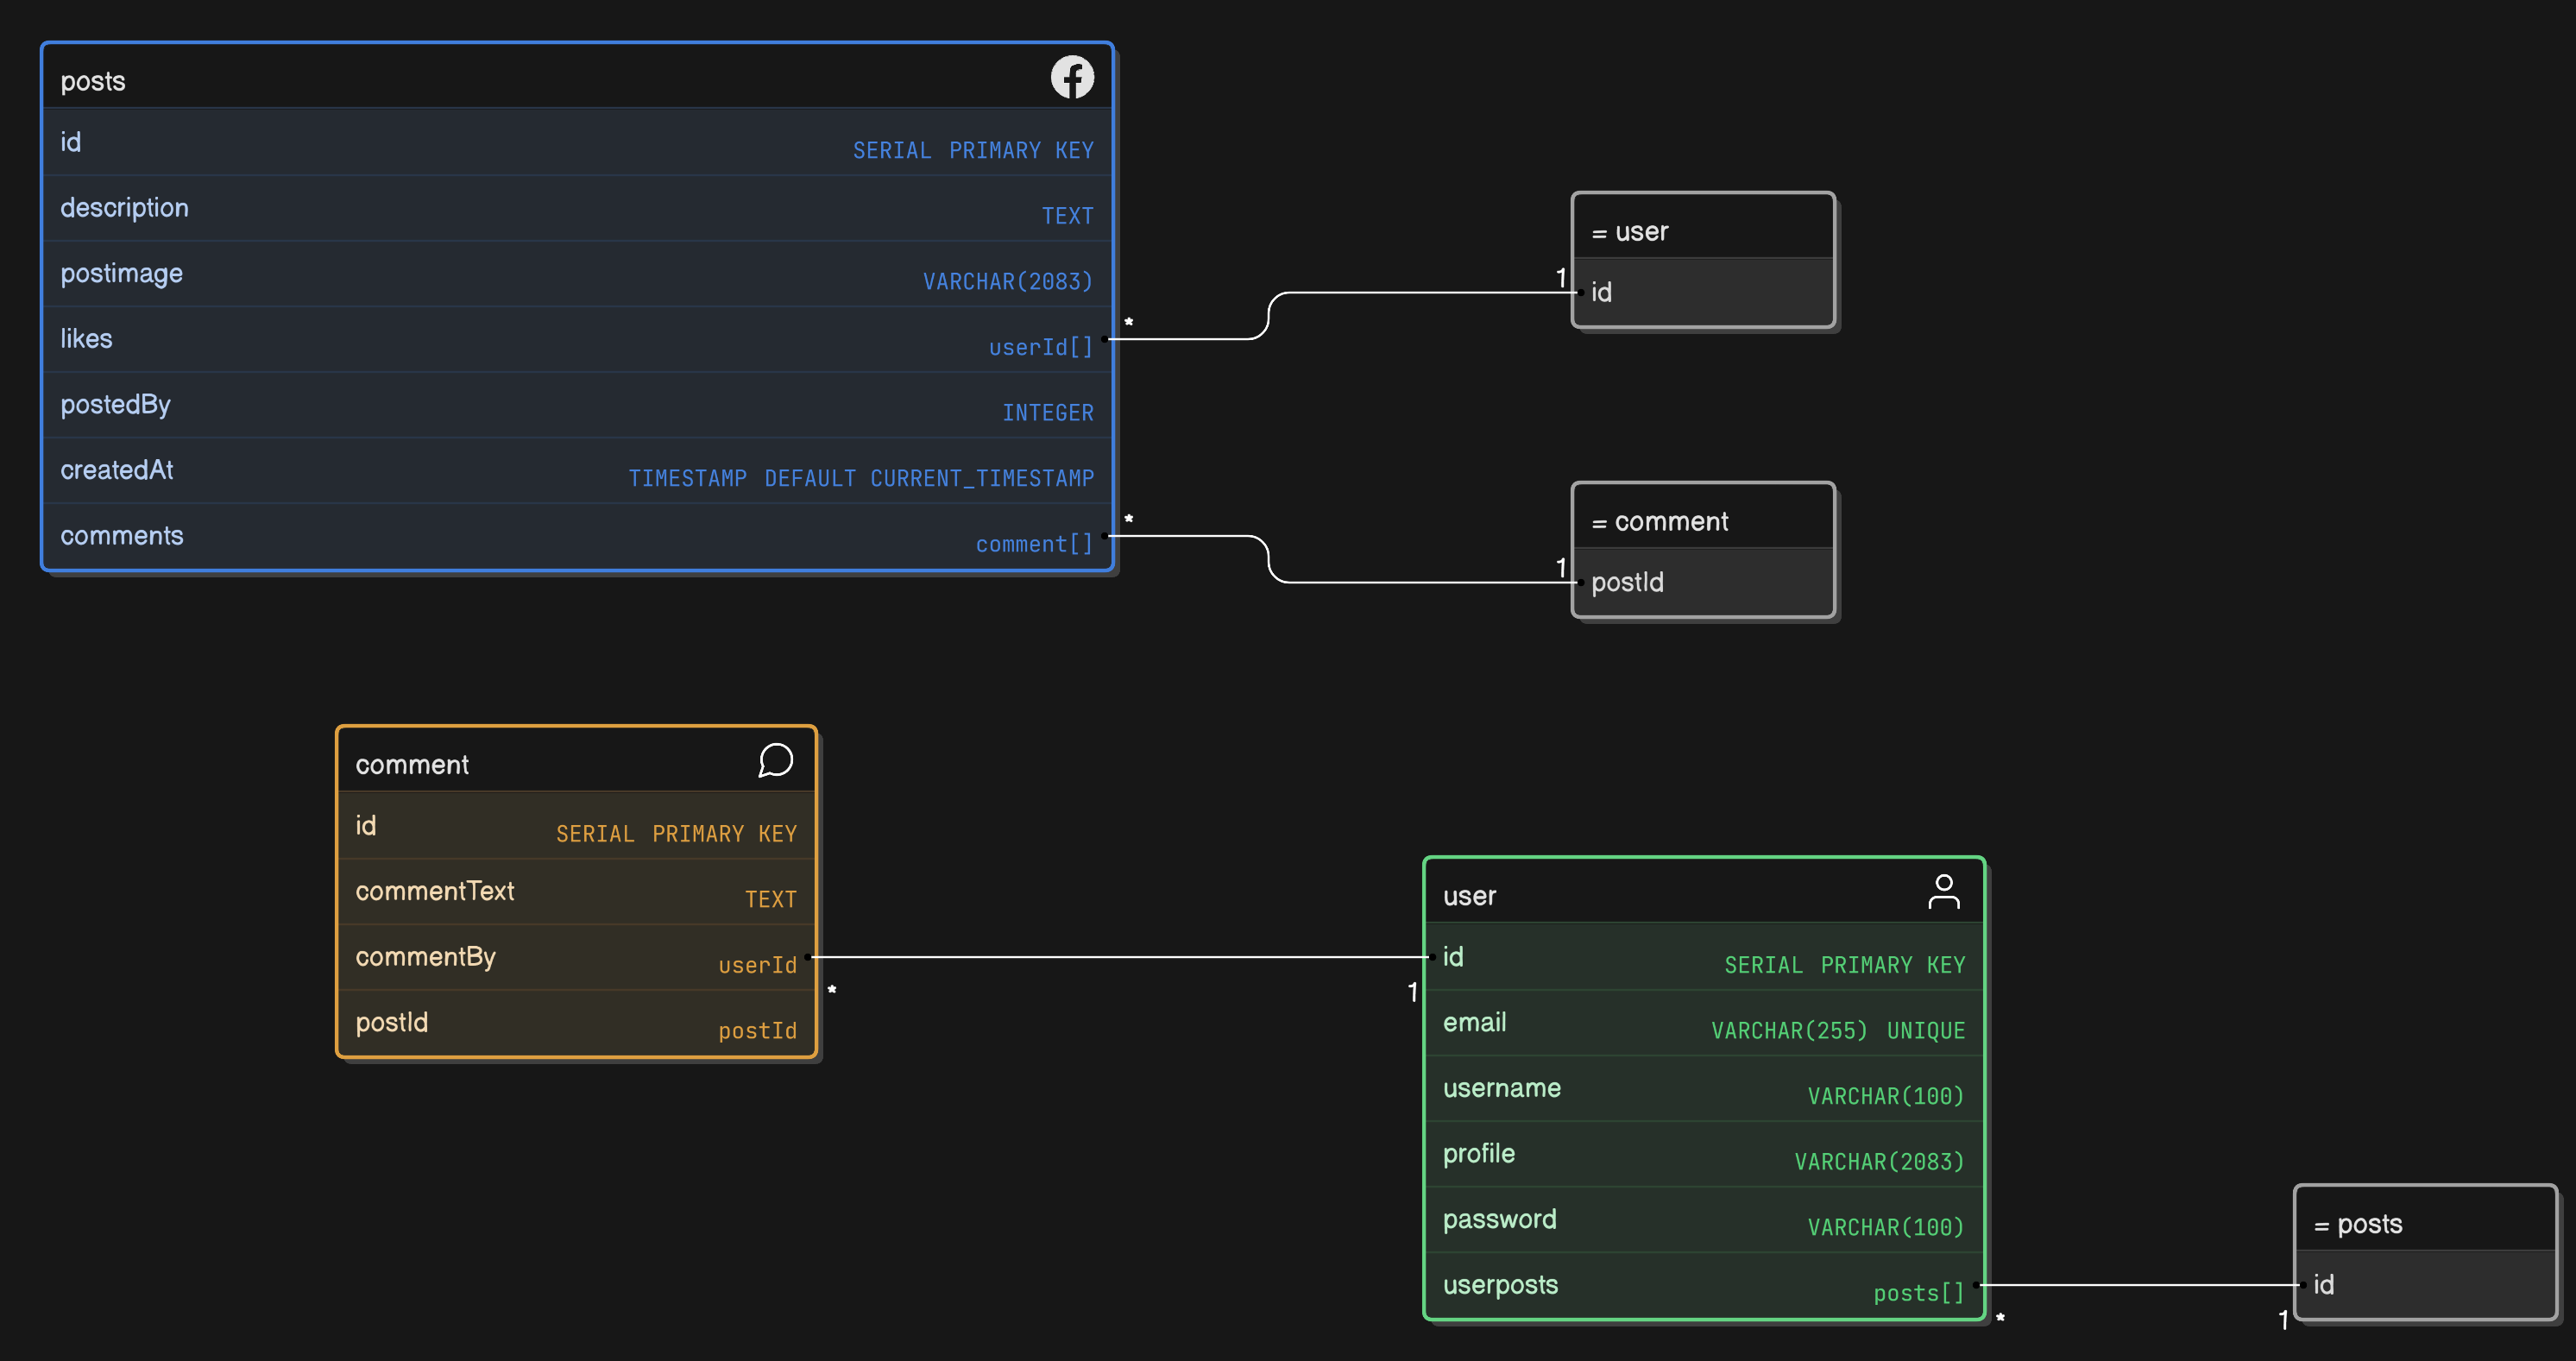 posts
id SERIAL PRIMARY KEY
description TEXT
postimage VARCHAR(2083)
likes userId[]
postedBy INTEGER
createdAt TIMESTAMP DEFAULT CURRENT_TIMESTAMP
comments comment[]
*
1
= user
id
*
1
= comment
postId
comment
id SERIAL PRIMARY KEY
commentText TEXT
commentBy userId
postId postId
*
1
user
id SERIAL PRIMARY KEY
email VARCHAR(255) UNIQUE
username VARCHAR(100)
profile VARCHAR(2083)
password VARCHAR(100)
userposts posts[]
*
1
= posts
id